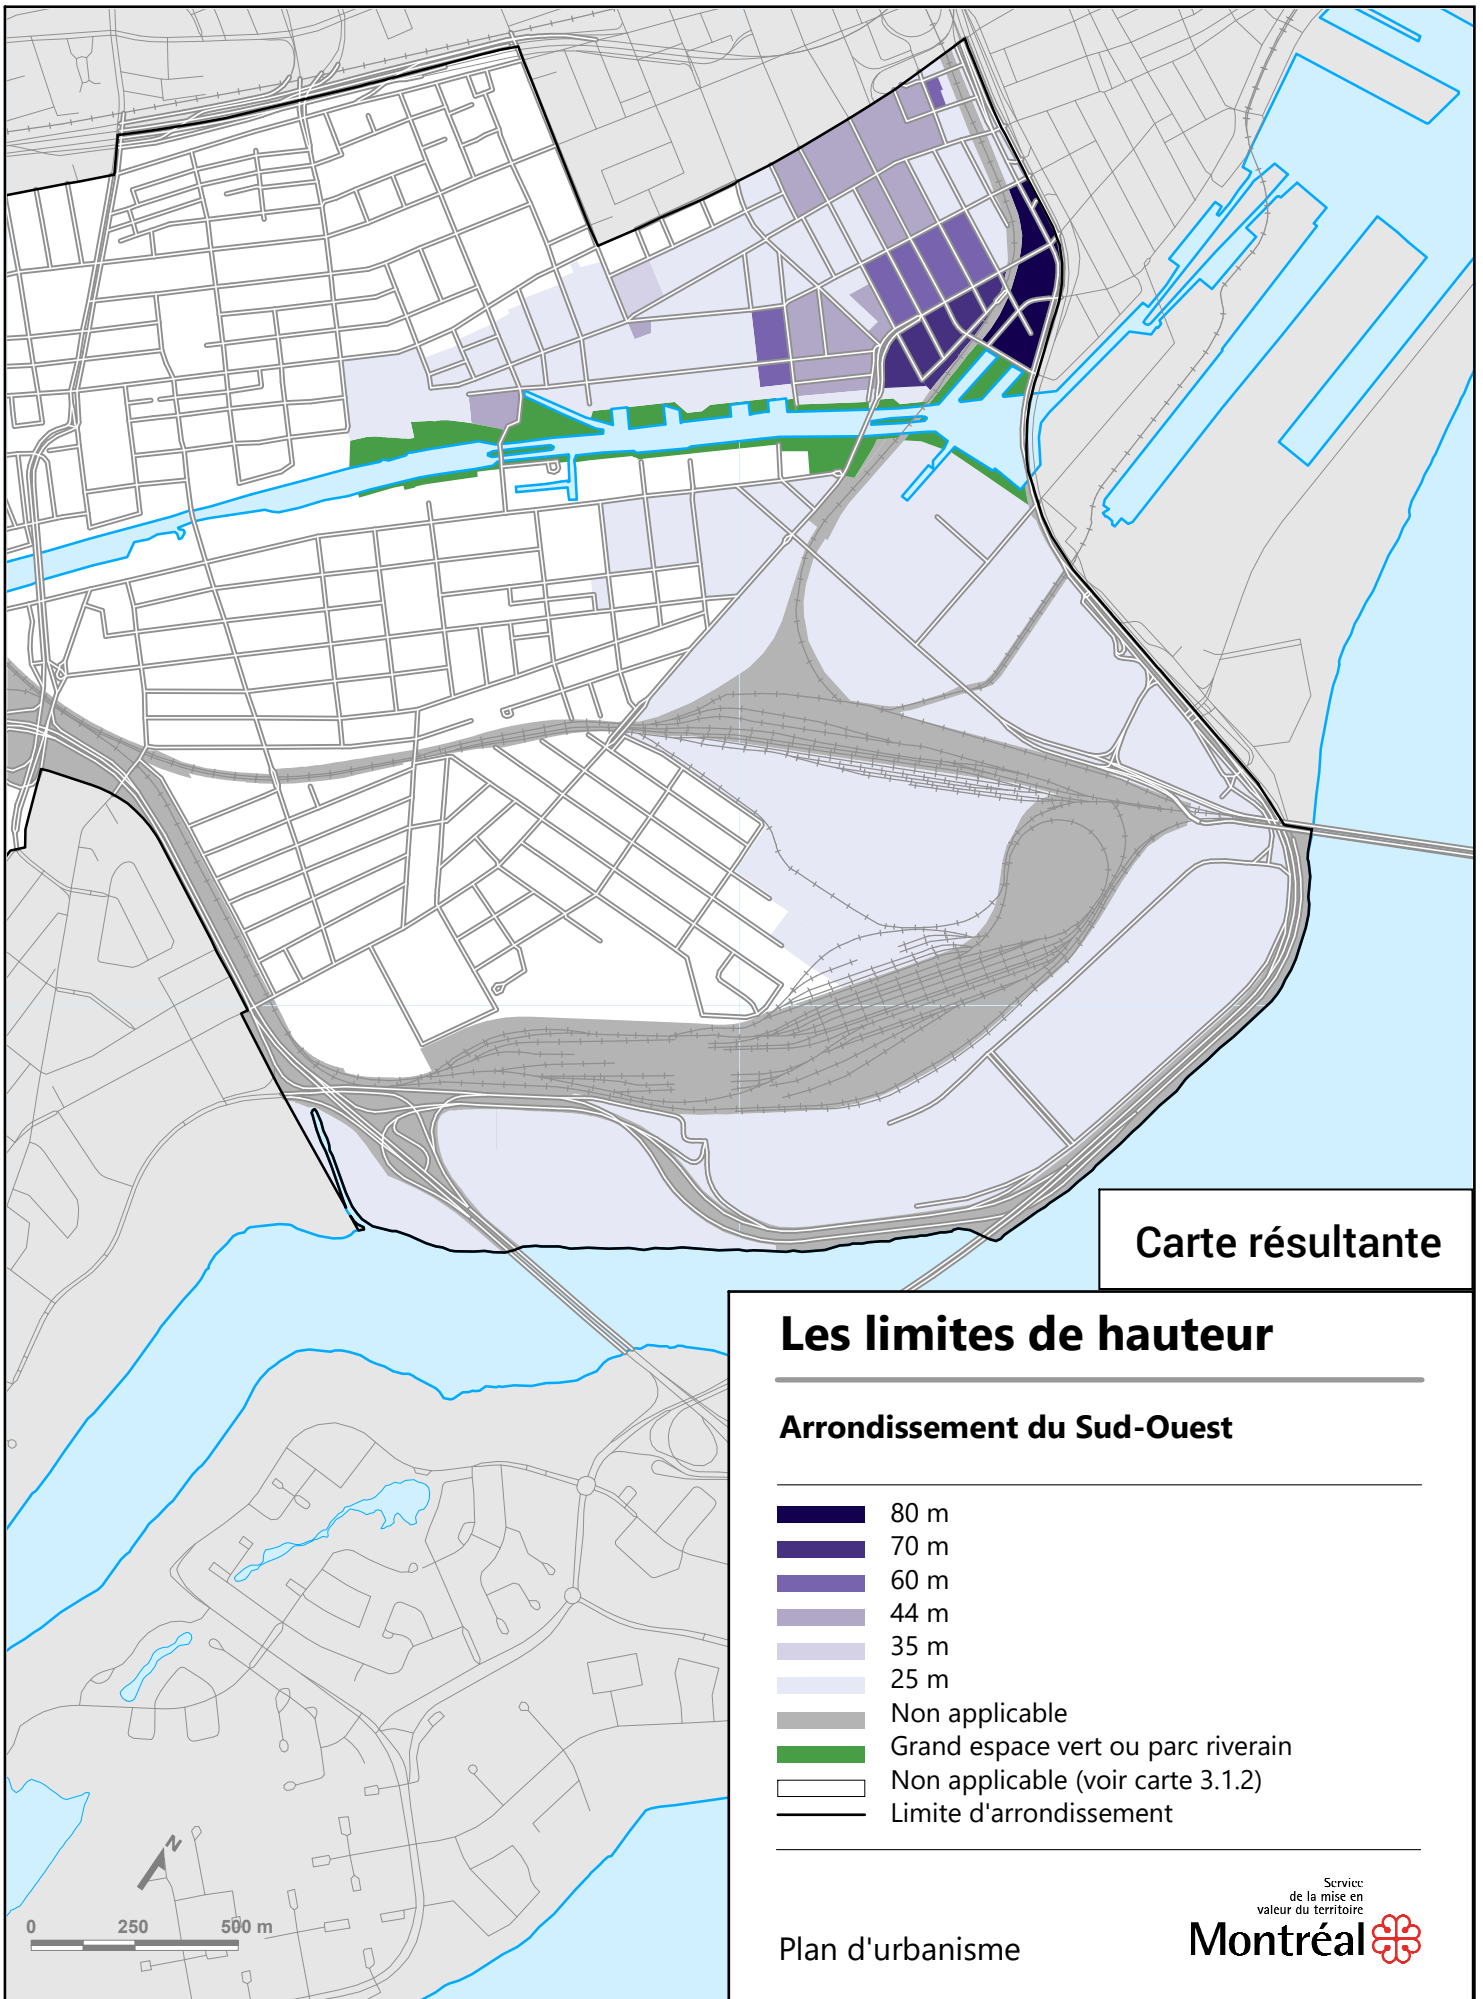 Carte résultante
Les limites de hauteur
Arrondissement du Sud-Ouest
80 m
70 m
60 m
44 m
35 m
25 m
Non applicable
Grand espace vert ou parc riverain
Non applicable (voir carte 3.1.2)
Limite d'arrondissement
N
0 250 500 m
Service
de la mise en
valeur du territoire
Montréal
Plan d'urbanisme